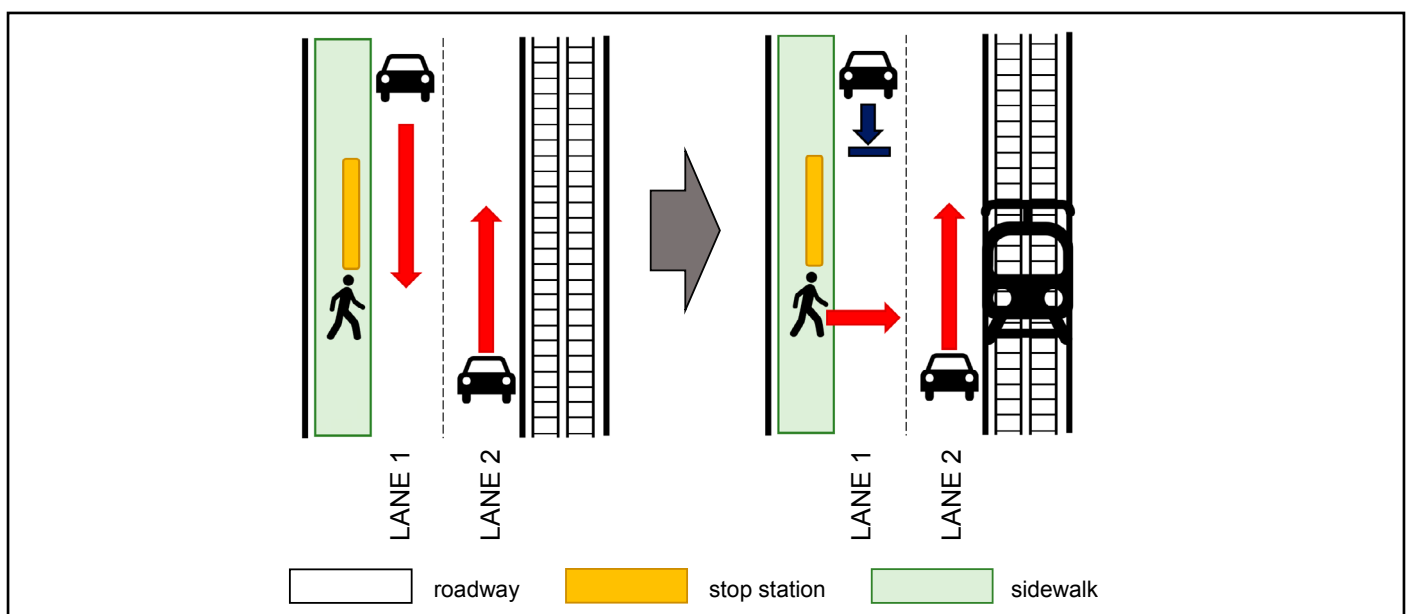 LANE 1
LANE 2
LANE 1
LANE 2
roadway
stop station
sidewalk